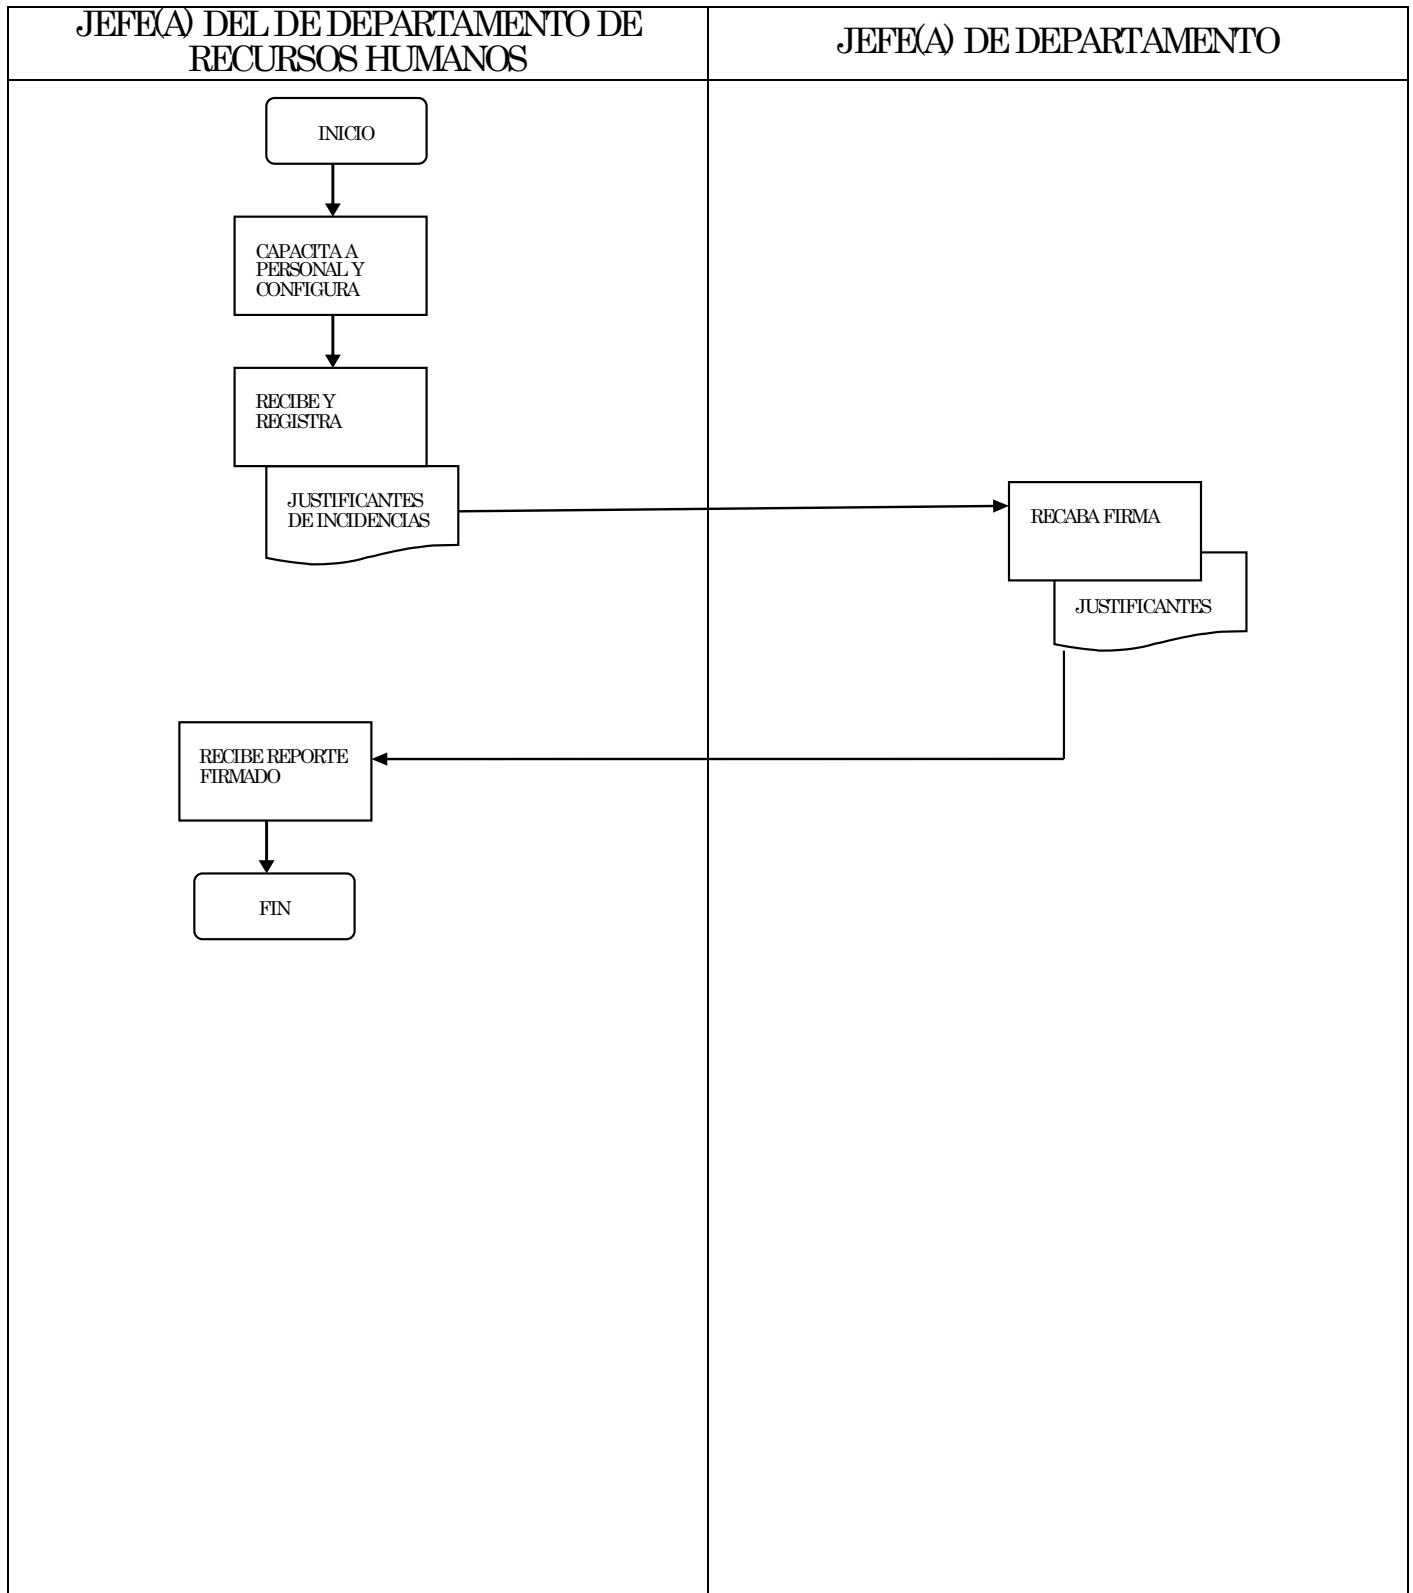 JEFE(A) DEL DE DEPARTAMENTO DE
RECURSOS HUMANOS
JEFE(A) DE DEPARTAMENTO
INICIO
CAPACITA A
PERSONAL Y
CONFIGURA
RECIBE Y
REGISTRA
JUSTIFICANTES
DE INCIDENCIAS
RECABA FIRMA
JUSTIFICANTES
RECIBE REPORTE
FIRMADO
FIN